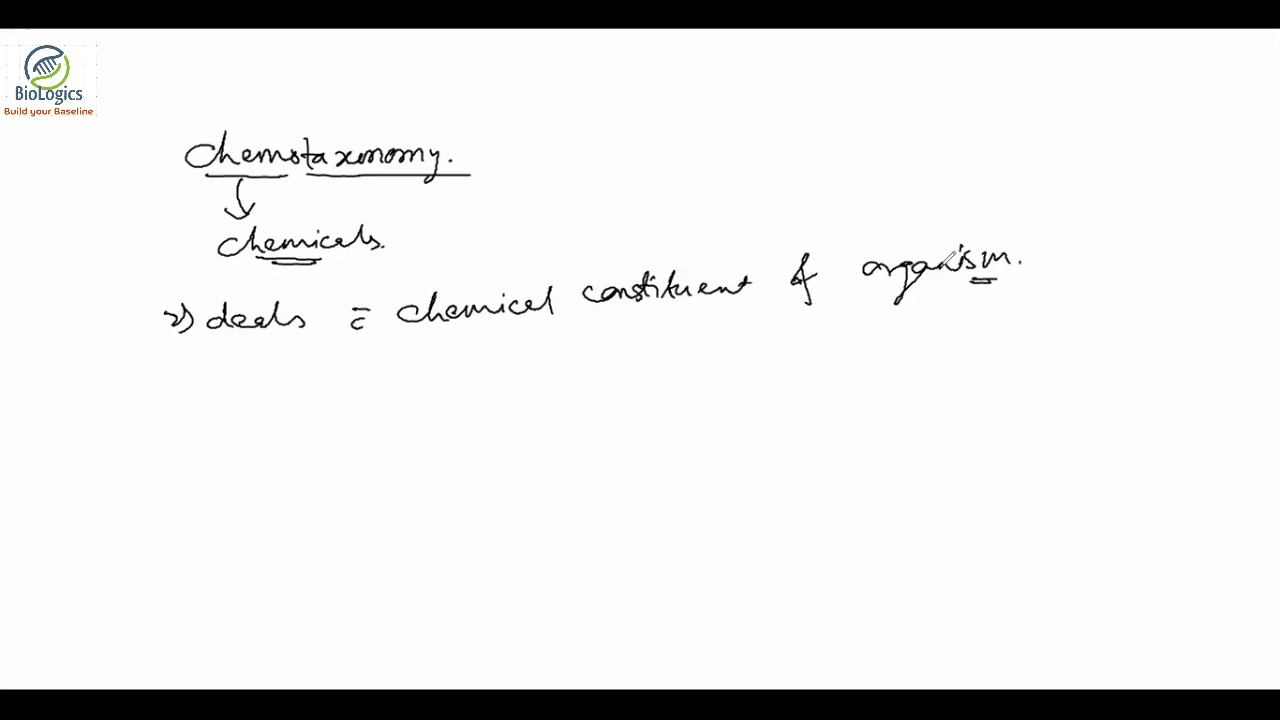 BioLogics
Build your Baseline
Chemotaxonomy.
Chemicals.
deals c̄ chemical constituent of organism.